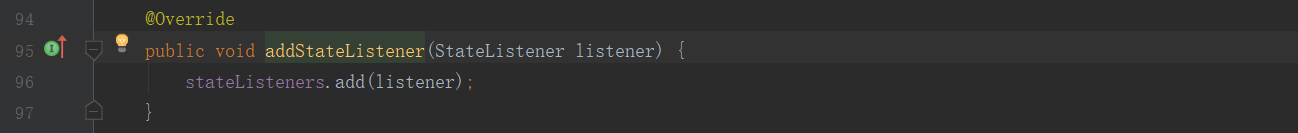 94 @Override
95 public void addStateListener(StateListener listener) {
96 stateListeners.add(listener);
97 }